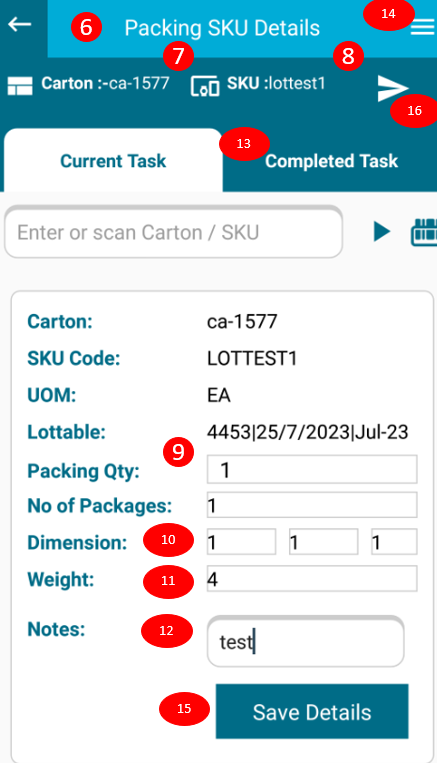 6 Packing SKU Details 14
7 8
Carton :-ca-1577 SKU :lottest1
16
13
Current Task Completed Task
Enter or scan Carton / SKU
Carton: ca-1577
SKU Code: LOTTEST1
UOM: EA
Lottable: 4453|25/7/2023|Jul-23
9
Packing Qty: 1
No of Packages: 1
Dimension: 10 1 1 1
Weight: 11 4
Notes: 12 test
15 Save Details